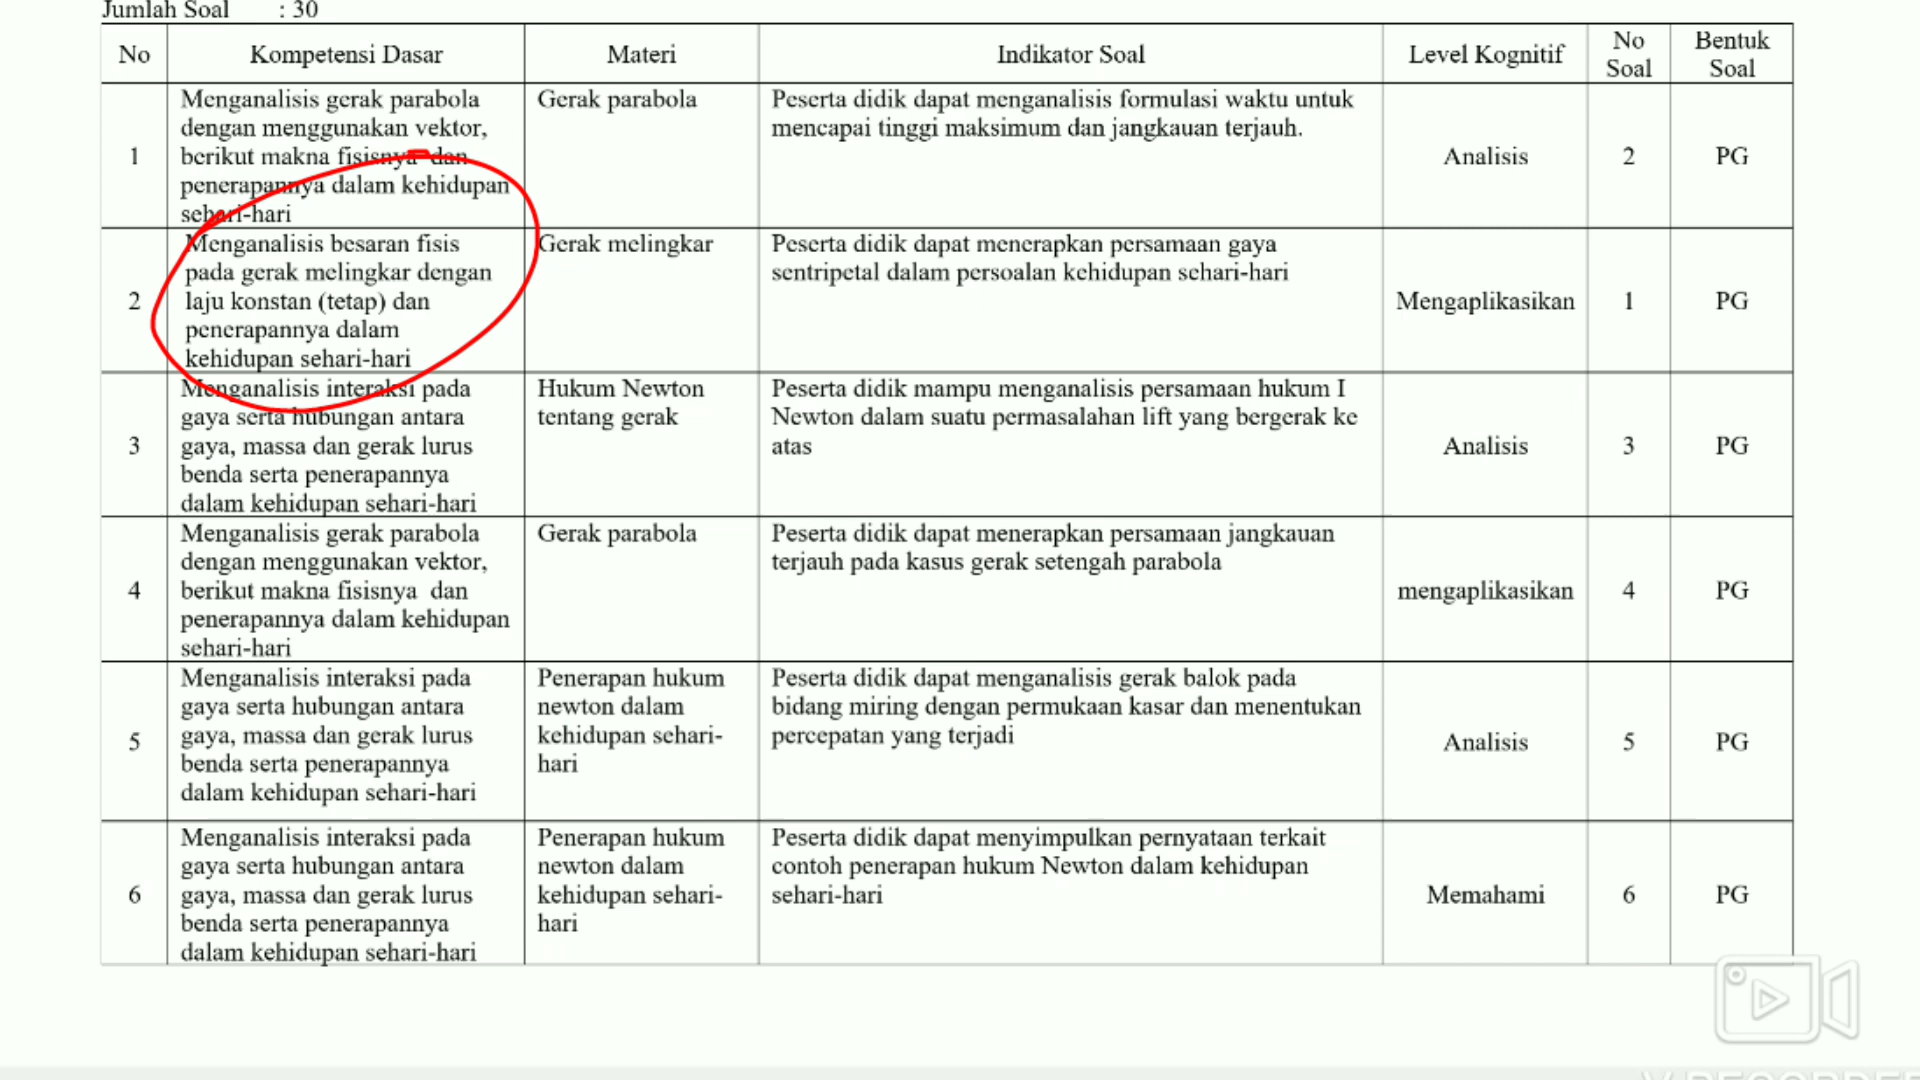 Jumlah Soal : 30
No
Kompetensi Dasar
Materi
Indikator Soal
Level Kognitif
No
Soal
Bentuk
Soal
1
Menganalisis gerak parabola
dengan menggunakan vektor,
berikut makna fisisnya dan
penerapannya dalam kehidupan
sehari-hari
Gerak parabola
Peserta didik dapat menganalisis formulasi waktu untuk
mencapai tinggi maksimum dan jangkauan terjauh.
Analisis
2
PG
2
Menganalisis besaran fisis
pada gerak melingkar dengan
laju konstan (tetap) dan
penerapannya dalam
kehidupan sehari-hari
Gerak melingkar
Peserta didik dapat menerapkan persamaan gaya
sentripetal dalam persoalan kehidupan sehari-hari
Mengaplikasikan
1
PG
3
Menganalisis interaksi pada
gaya serta hubungan antara
gaya, massa dan gerak lurus
benda serta penerapannya
dalam kehidupan sehari-hari
Hukum Newton
tentang gerak
Peserta didik mampu menganalisis persamaan hukum I
Newton dalam suatu permasalahan lift yang bergerak ke
atas
Analisis
3
PG
4
Menganalisis gerak parabola
dengan menggunakan vektor,
berikut makna fisisnya dan
penerapannya dalam kehidupan
sehari-hari
Gerak parabola
Peserta didik dapat menerapkan persamaan jangkauan
terjauh pada kasus gerak setengah parabola
mengaplikasikan
4
PG
5
Menganalisis interaksi pada
gaya serta hubungan antara
gaya, massa dan gerak lurus
benda serta penerapannya
dalam kehidupan sehari-hari
Penerapan hukum
newton dalam
kehidupan sehari-
hari
Peserta didik dapat menganalisis gerak balok pada
bidang miring dengan permukaan kasar dan menentukan
percepatan yang terjadi
Analisis
5
PG
6
Menganalisis interaksi pada
gaya serta hubungan antara
gaya, massa dan gerak lurus
benda serta penerapannya
dalam kehidupan sehari-hari
Penerapan hukum
newton dalam
kehidupan sehari-
hari
Peserta didik dapat menyimpulkan pernyataan terkait
contoh penerapan hukum Newton dalam kehidupan
sehari-hari
Memahami
6
PG